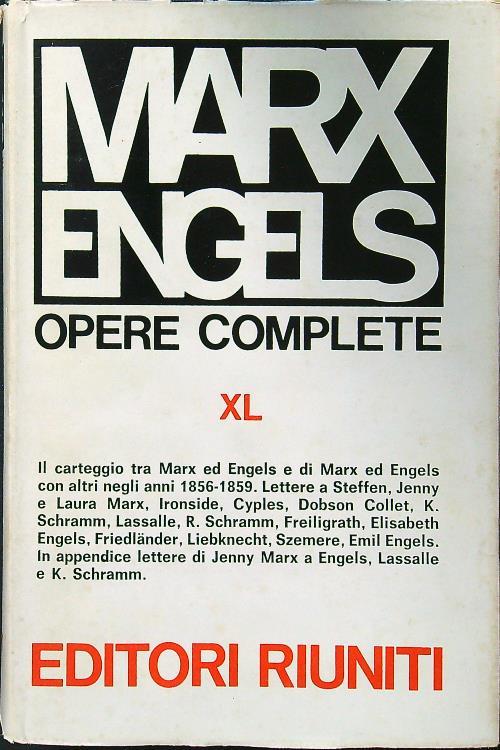 MARX
ENGELS
OPERE COMPLETE
XL
Il carteggio tra Marx ed Engels e di Marx ed Engels
con altri negli anni 1856-1859. Lettere a Steffen, Jenny
e Laura Marx, Ironside, Cyples, Dobson Collet, K.
Schramm, Lassalle, R. Schramm, Freiligrath, Elisabeth
Engels, Friedländer, Liebknecht, Szemere, Emil Engels.
In appendice lettere di Jenny Marx a Engels, Lassalle
e K. Schramm.
EDITORI RIUNITI